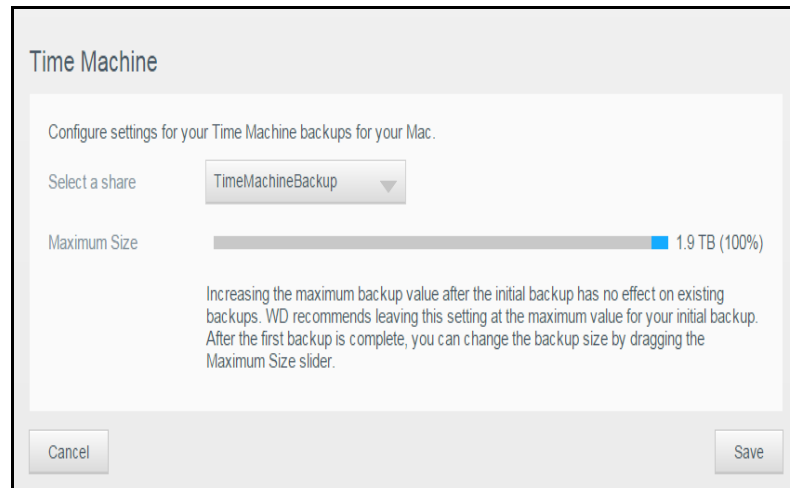 Time Machine
Configure settings for your Time Machine backups for your Mac.
Select a share
TimeMachineBackup
Maximum Size
1.9 TB (100%)
Increasing the maximum backup value after the initial backup has no effect on existing
backups. WD recommends leaving this setting at the maximum value for your initial backup.
After the first backup is complete, you can change the backup size by dragging the
Maximum Size slider.
Cancel
Save